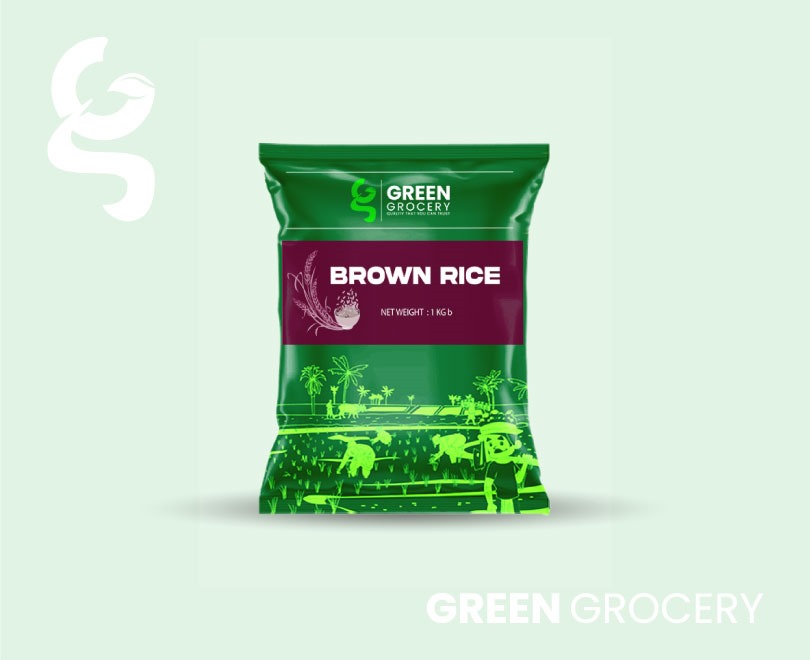 GREEN
GROCERY
QUALITY THAT YOU CAN TRUST
BROWN RICE
NET WEIGHT : 1 KG b
GREEN GROCERY